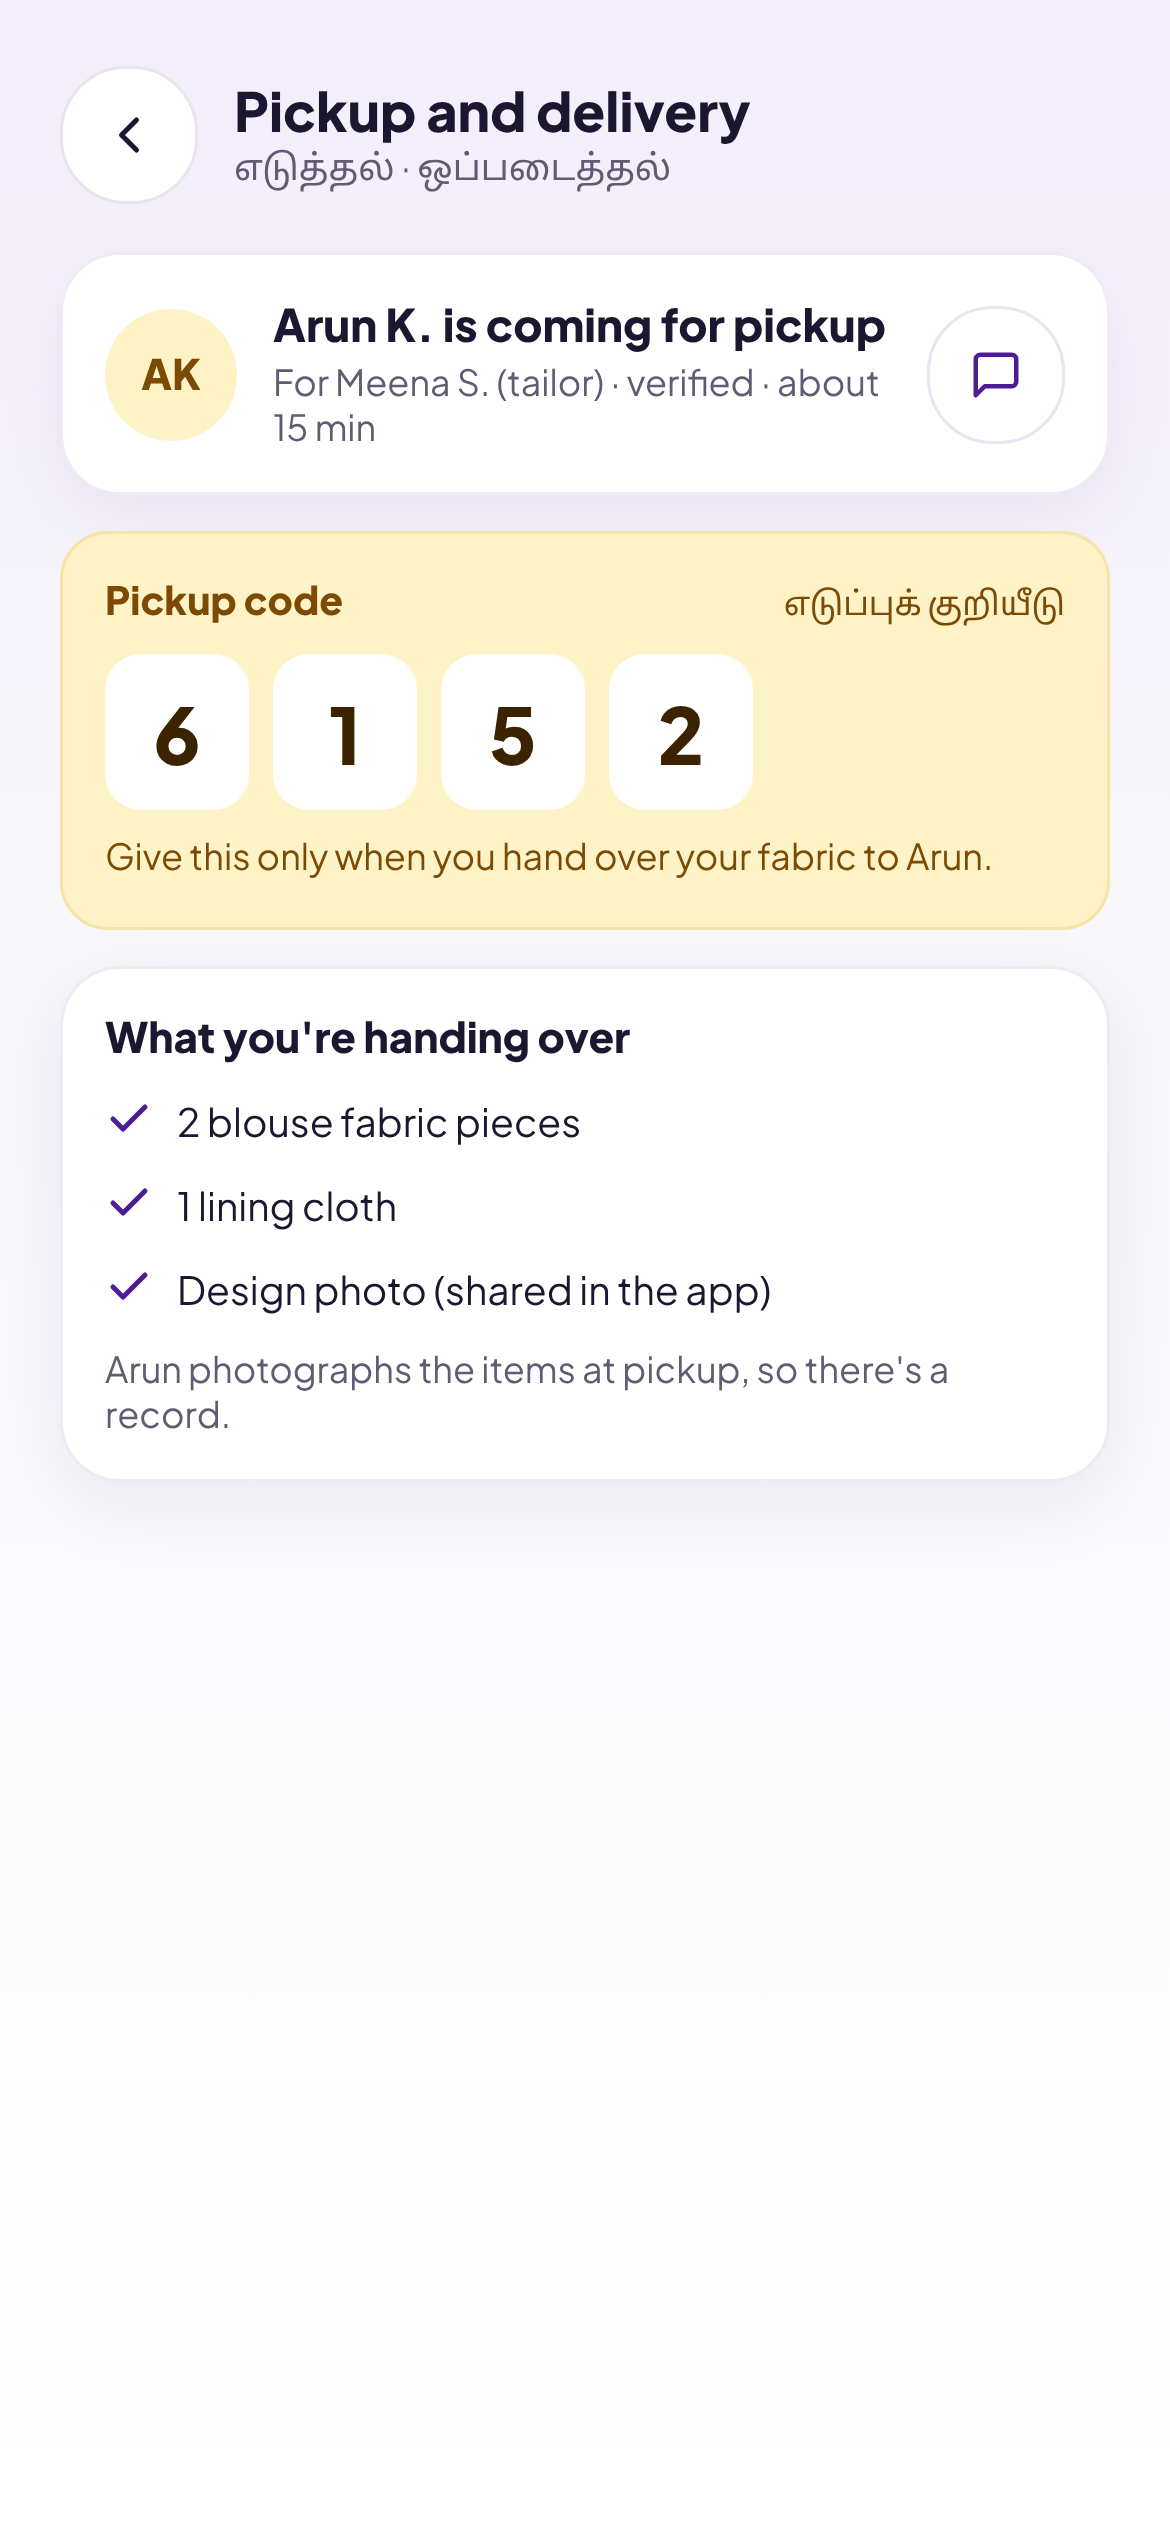 Pickup and delivery
எடுத்தல் · ஒப்படைத்தல்
AK
Arun K. is coming for pickup
For Meena S. (tailor) · verified · about
15 min
Pickup code
எடுப்புக் குறியீடு
6 1 5 2
Give this only when you hand over your fabric to Arun.
What you're handing over
2 blouse fabric pieces
1 lining cloth
Design photo (shared in the app)
Arun photographs the items at pickup, so there's a
record.